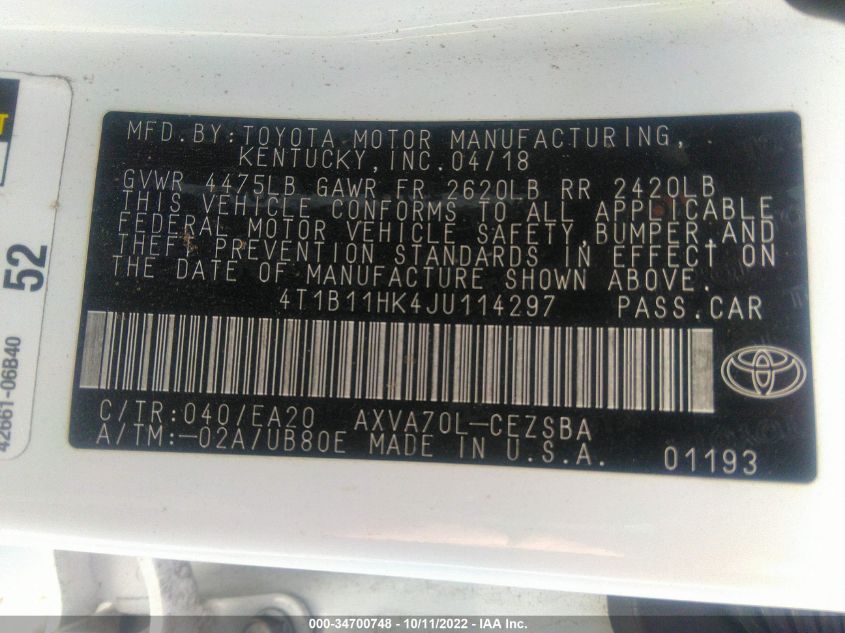 MFD.BY:TOYOTA MOTOR MANUFACTURING,
KENTUCKY,INC.04/18
GVWR 4475LB GAWR FR 2620LB RR 2420LB
THIS VEHICLE CONFORMS TO ALL APPLICABLE
FEDERAL MOTOR VEHICLE SAFETY,BUMPER,AND
THEFT PREVENTION STANDARDS IN EFFECT ON
THE DATE OF MANUFACTURE SHOWN ABOVE.
4T1B11HK4JU114297 PASS.CAR
C/TR:040/EA20 AXVA70L-CEZSBA
A/TM:-02A/UB80E MADE IN U.S.A. 01193
52
42661-06B40
000-34700748 - 10/11/2022 - IAA Inc.